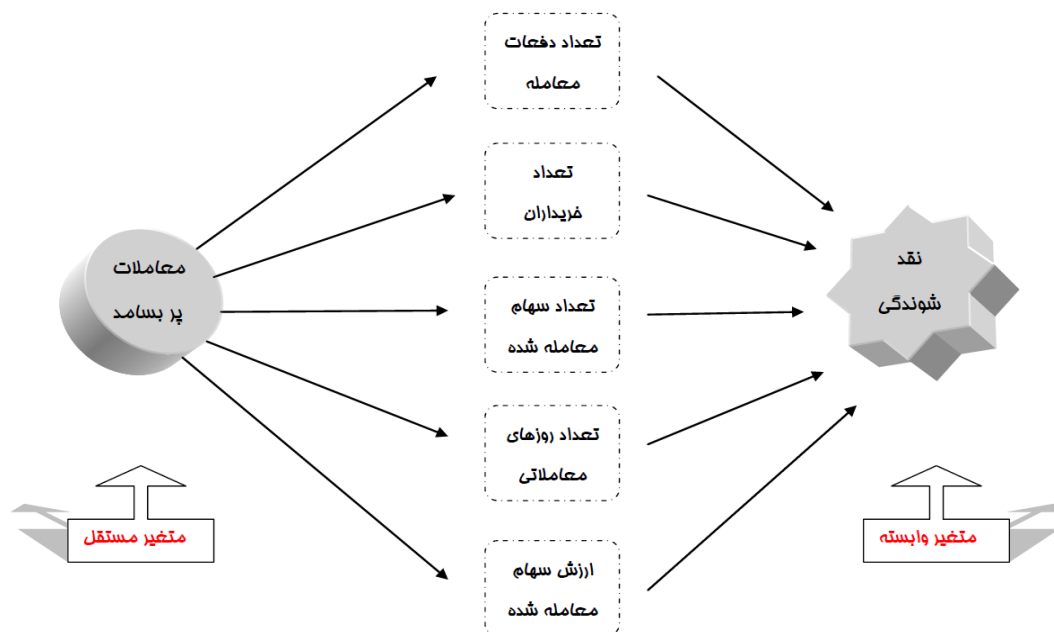 تعداد دفعات
معامله
تعداد
خریداران
معاملات
پر بسامد
نقد
شوندگی
تعداد سهام
معامله شده
تعداد روزهای
معاملاتی
متغیر مستقل
متغیر وابسته
ارزش سهام
معامله شده